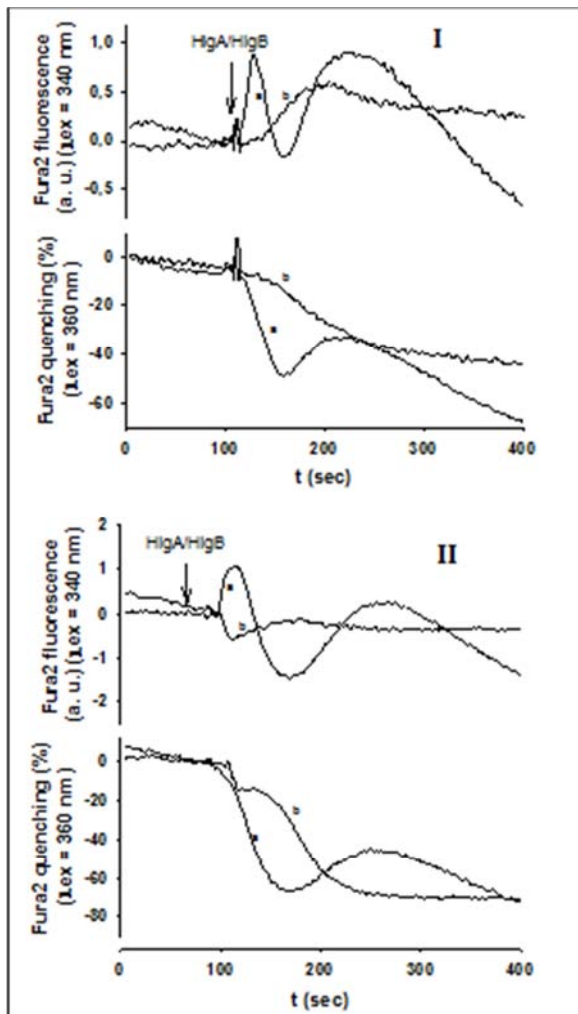 HlgA/HlgB
I
Fura2 fluorescence
(a. u.) (λex = 340 nm)
1,0
0,5
0,0
-0,5
a
b
Fura2 quenching (%)
(λex = 360 nm)
0
-20
-40
-60
b
a
0 100 200 300 400
t (sec)
HlgA/HlgB
II
Fura2 fluorescence
(a. u.) (λex = 340 nm)
2
1
0
-1
-2
a
b
Fura2 quenching (%)
(λex = 360 nm)
0
-20
-40
-60
-80
b
a
0 100 200 300 400
t (sec)